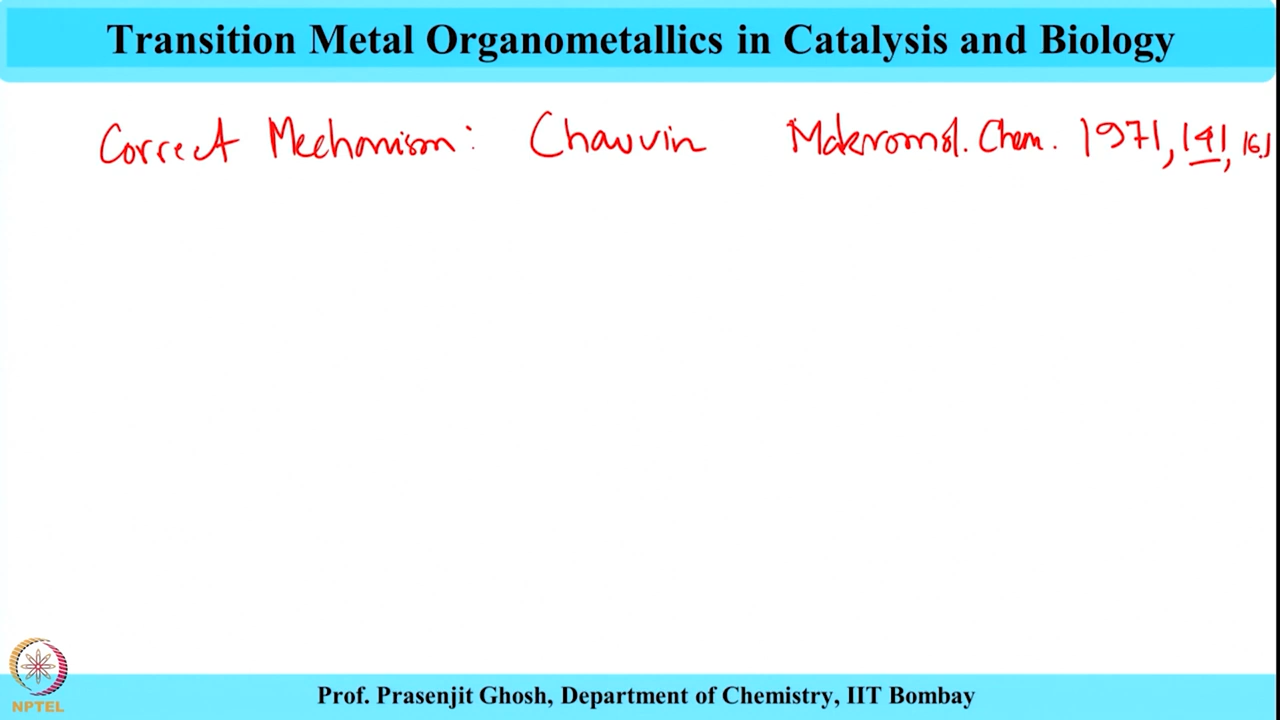 Transition Metal Organometallics in Catalysis and Biology
Correct Mechanism: Chauvin Makromol. Chem. 1971, 141, 161
NPTEL
Prof. Prasenjit Ghosh, Department of Chemistry, IIT Bombay